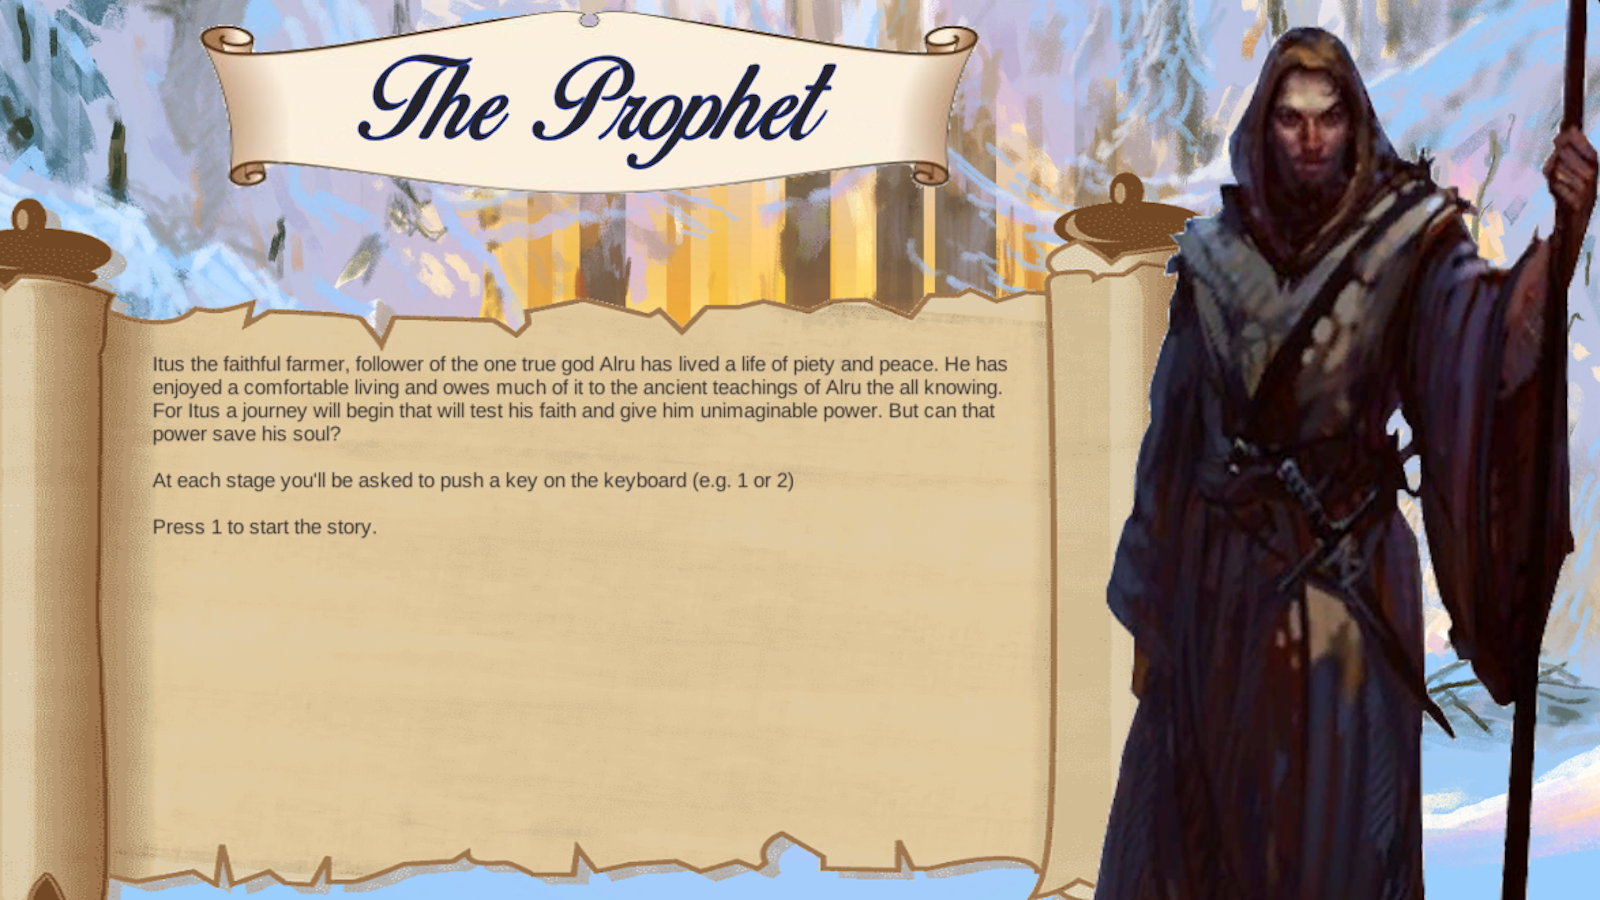 The Prophet
Itus the faithful farmer, follower of the one true god Alru has lived a life of piety and peace. He has
enjoyed a comfortable living and owes much of it to the ancient teachings of Alru the all knowing.
For Itus a journey will begin that will test his faith and give him unimaginable power. But can that
power save his soul?
At each stage you'll be asked to push a key on the keyboard (e.g. 1 or 2)
Press 1 to start the story.